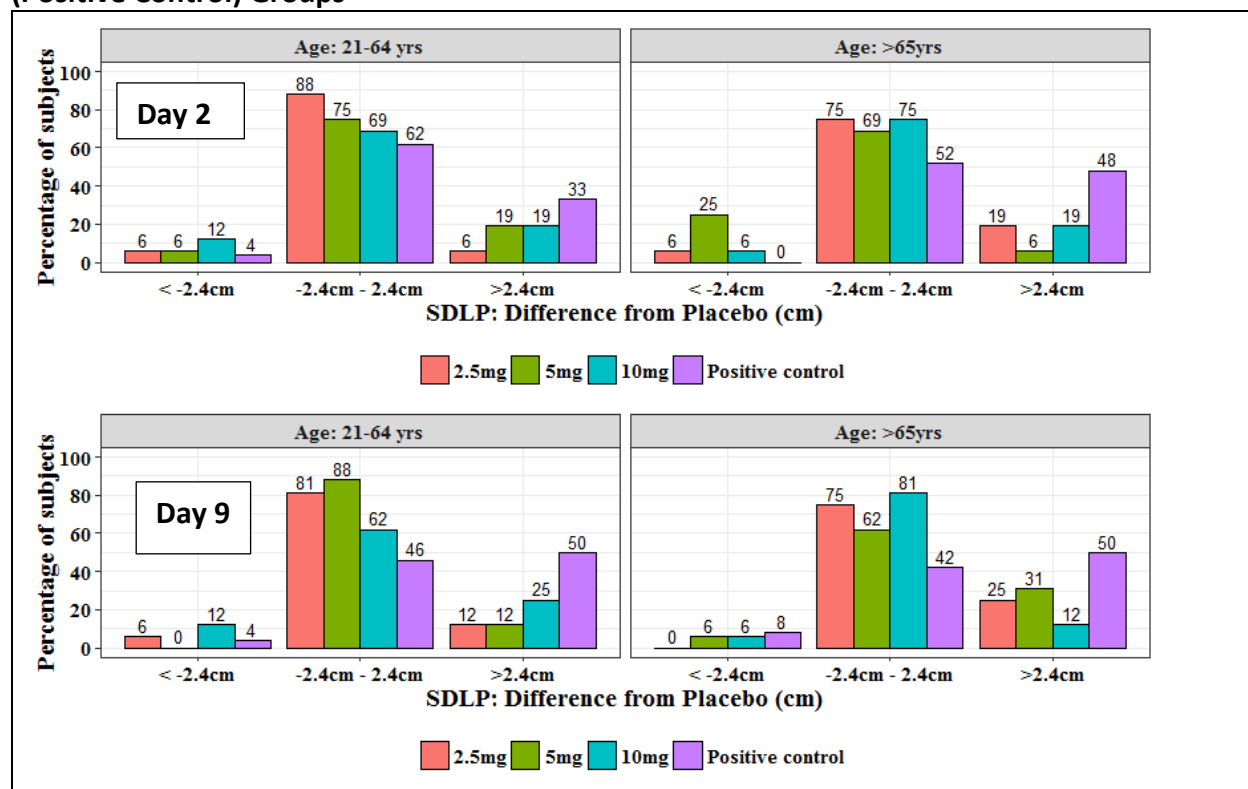 (Positive Control) Groups
Age: 21-64 yrs
Age: >65yrs
Day 2
Percentage of subjects
100
80
60
40
20
0
6 6 12 4
88 75 69 62
6 19 19 33
6 25 6 0
75 69 75 52
19 6 19 48
< -2.4cm -2.4cm - 2.4cm >2.4cm
< -2.4cm -2.4cm - 2.4cm >2.4cm
SDLP: Difference from Placebo (cm)
2.5mg 5mg 10mg Positive control
Age: 21-64 yrs
Age: >65yrs
Day 9
Percentage of subjects
100
80
60
40
20
0
6 0 12 4
81 88 62 46
12 12 25 50
0 6 6 8
75 62 81 42
25 31 12 50
< -2.4cm -2.4cm - 2.4cm >2.4cm
< -2.4cm -2.4cm - 2.4cm >2.4cm
SDLP: Difference from Placebo (cm)
2.5mg 5mg 10mg Positive control